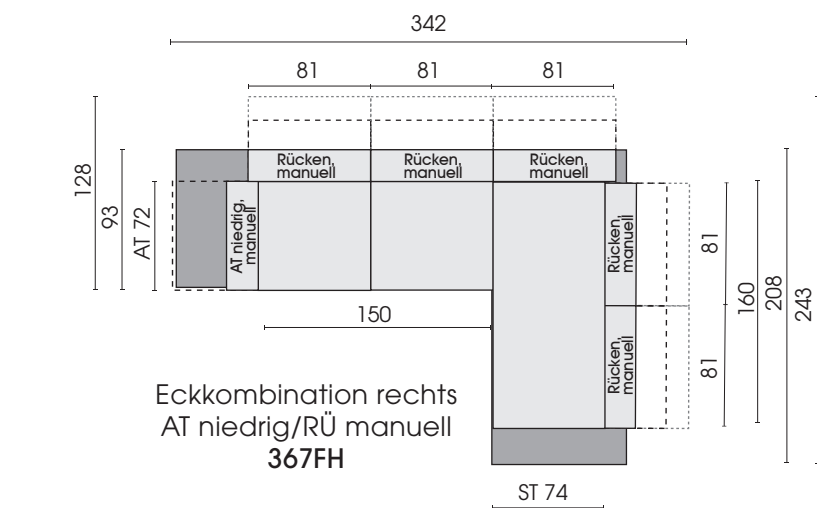 342
81
81
81
Rücken,
manuell
Rücken,
manuell
Rücken,
manuell
128
93
AT 72
AT niedrig,
manuell
Rücken,
manuell
81
Rücken,
manuell
81
160
208
243
150
Eckkombination rechts
AT niedrig/RÜ manuell
367FH
ST 74